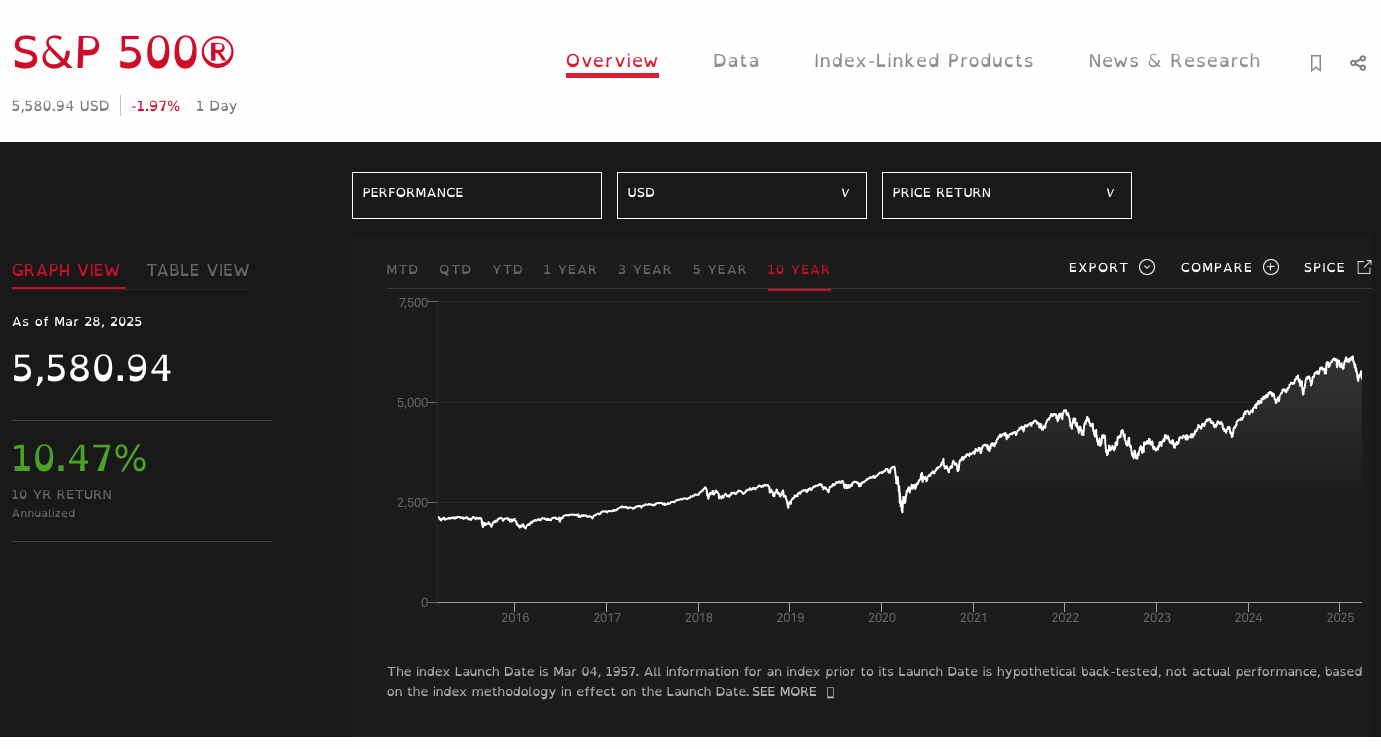 S&P 500®
Overview
Data
Index-Linked Products
News & Research
5,580.94 USD
-1.97%
1 Day
PERFORMANCE
USD
PRICE RETURN
GRAPH VIEW
TABLE VIEW
As of Mar 28, 2025
5,580.94
10.47%
10 YR RETURN
Annualized
MTD
QTD
YTD
1 YEAR
3 YEAR
5 YEAR
10 YEAR
EXPORT
COMPARE
SPICE
7,500
5,000
2,500
0
2016
2017
2018
2019
2020
2021
2022
2023
2024
2025
The index Launch Date is Mar 04, 1957. All information for an index prior to its Launch Date is hypothetical back-tested, not actual performance, based
on the index methodology in effect on the Launch Date. SEE MORE